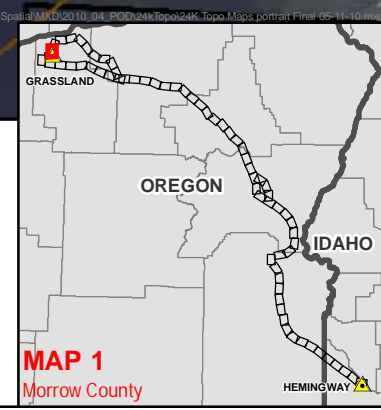 Spatial\MXD\2010_04_POD\24kTopo\24K Topo Maps portrait Final 05-11-10.mx
GRASSLAND
OREGON
IDAHO
MAP 1
HEMINGWAY
Morrow County